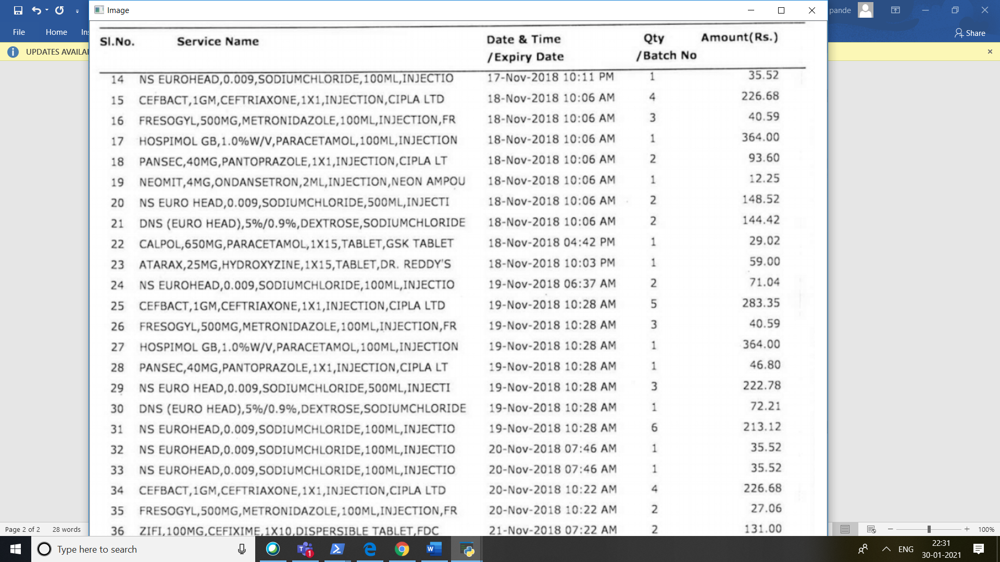 Image
pande
File
Home
Share
UPDATES AVAILA
Sl.No. Service Name Date & Time Qty Amount(Rs.)
/Expiry Date /Batch No
14 NS EUROHEAD,0.009,SODIUMCHLORIDE,100ML,INJECTIO 17-Nov-2018 10:11 PM 1 35.52
15 CEFBACT,1GM,CEFTRIAXONE,1X1,INJECTION,CIPLA LTD 18-Nov-2018 10:06 AM 4 226.68
16 FRESOGYL,500MG,METRONIDAZOLE,100ML,INJECTION,FR 18-Nov-2018 10:06 AM 3 40.59
17 HOSPIMOL GB,1.0%W/V,PARACETAMOL,100ML,INJECTION 18-Nov-2018 10:06 AM 1 364.00
18 PANSEC,40MG,PANTOPRAZOLE,1X1,INJECTION,CIPLA LT 18-Nov-2018 10:06 AM 2 93.60
19 NEOMIT,4MG,ONDANSETRON,2ML,INJECTION,NEON AMPOU 18-Nov-2018 10:06 AM 1 12.25
20 NS EURO HEAD,0.009,SODIUMCHLORIDE,500ML,INJECTI 18-Nov-2018 10:06 AM 2 148.52
21 DNS (EURO HEAD),5%/0.9%,DEXTROSE,SODIUMCHLORIDE 18-Nov-2018 10:06 AM 2 144.42
22 CALPOL,650MG,PARACETAMOL,1X15,TABLET,GSK TABLET 18-Nov-2018 04:42 PM 1 29.02
23 ATARAX,25MG,HYDROXYZINE,1X15,TABLET,DR. REDDY'S 18-Nov-2018 10:03 PM 1 59.00
24 NS EUROHEAD,0.009,SODIUMCHLORIDE,100ML,INJECTIO 19-Nov-2018 06:37 AM 2 71.04
25 CEFBACT,1GM,CEFTRIAXONE,1X1,INJECTION,CIPLA LTD 19-Nov-2018 10:28 AM 5 283.35
26 FRESOGYL,500MG,METRONIDAZOLE,100ML,INJECTION,FR 19-Nov-2018 10:28 AM 3 40.59
27 HOSPIMOL GB,1.0%W/V,PARACETAMOL,100ML,INJECTION 19-Nov-2018 10:28 AM 1 364.00
28 PANSEC,40MG,PANTOPRAZOLE,1X1,INJECTION,CIPLA LT 19-Nov-2018 10:28 AM 1 46.80
29 NS EURO HEAD,0.009,SODIUMCHLORIDE,500ML,INJECTI 19-Nov-2018 10:28 AM 3 222.78
30 DNS (EURO HEAD),5%/0.9%,DEXTROSE,SODIUMCHLORIDE 19-Nov-2018 10:28 AM 1 72.21
31 NS EUROHEAD,0.009,SODIUMCHLORIDE,100ML,INJECTIO 19-Nov-2018 10:28 AM 6 213.12
32 NS EUROHEAD,0.009,SODIUMCHLORIDE,100ML,INJECTIO 20-Nov-2018 07:46 AM 1 35.52
33 NS EUROHEAD,0.009,SODIUMCHLORIDE,100ML,INJECTIO 20-Nov-2018 07:46 AM 1 35.52
34 CEFBACT,1GM,CEFTRIAXONE,1X1,INJECTION,CIPLA LTD 20-Nov-2018 10:22 AM 4 226.68
35 FRESOGYL,500MG,METRONIDAZOLE,100ML,INJECTION,FR 20-Nov-2018 10:22 AM 2 27.06
36 ZIFI,100MG,CEFIXIME,1X10,DISPERSIBLE TABLET,FDC 21-Nov-2018 07:22 AM 2 131.00
Page 2 of 2 28 words
100%
Type here to search
1
ENG
22:31
30-01-2021